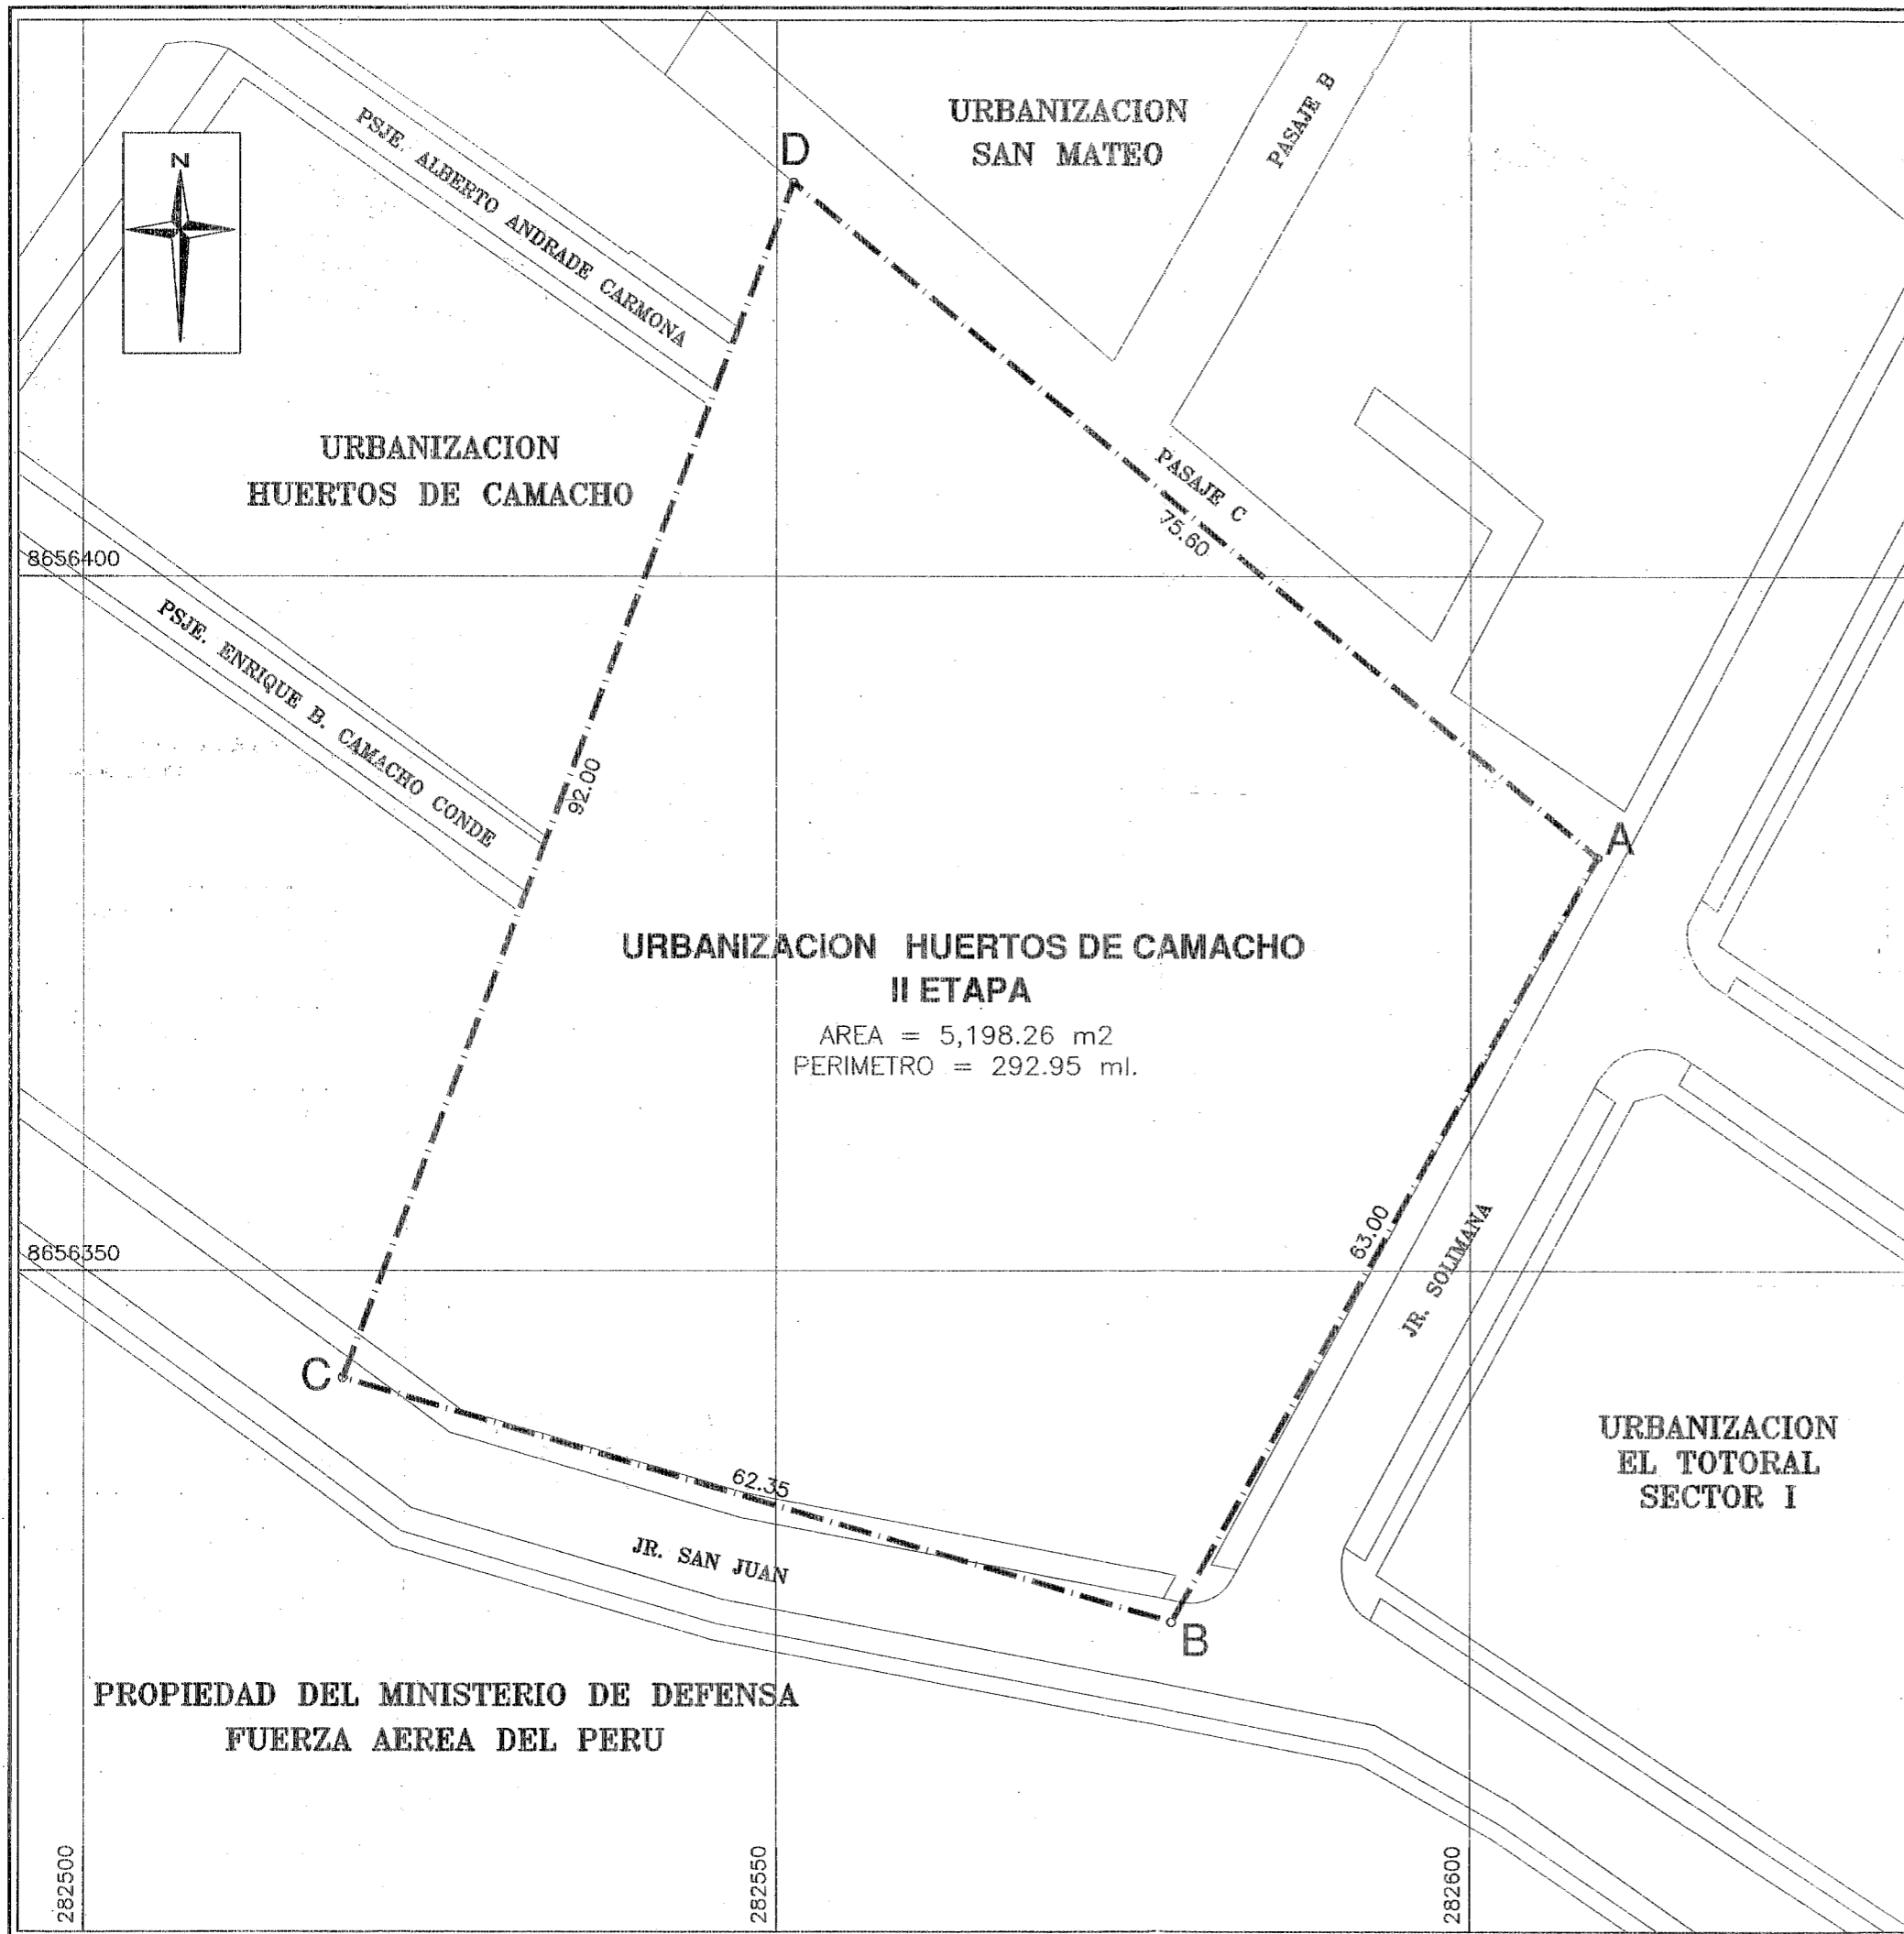 N
PSJE. ALBERTO ANDRADE CARMONA
D
URBANIZACION
SAN MATEO
PASAJE B
URBANIZACION
HUERTOS DE CAMACHO
PASAJE C
75.60
8656400
PSJE. ENRIQUE B. CAMACHO CONDE
92.00
A
URBANIZACION HUERTOS DE CAMACHO
II ETAPA
AREA = 5,198.26 m2
PERIMETRO = 292.95 ml.
8656350
63.00
JR. SOLIMANA
C
62.35
JR. SAN JUAN
B
URBANIZACION
EL TOTORAL
SECTOR I
PROPIEDAD DEL MINISTERIO DE DEFENSA
FUERZA AEREA DEL PERU
282500
282550
282600